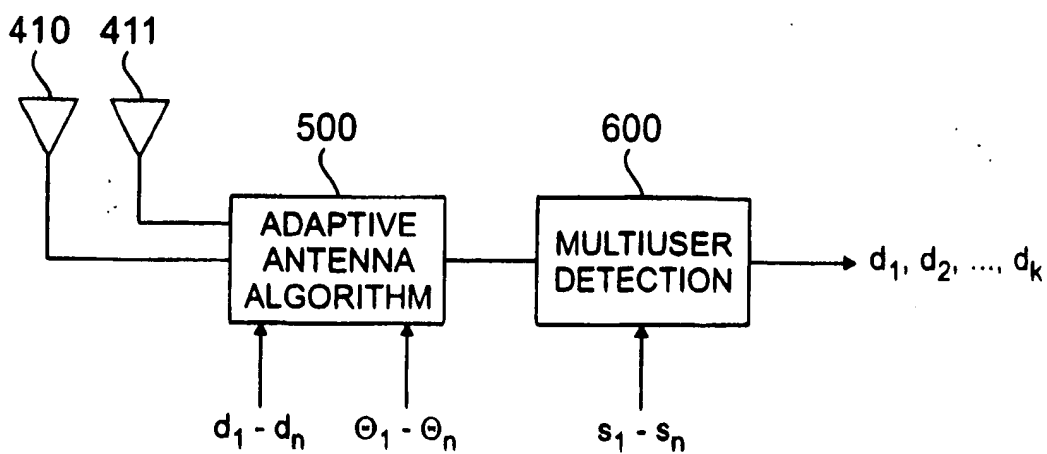 410 411
500 600
ADAPTIVE
ANTENNA
ALGORITHM
MULTIUSER
DETECTION
d₁, d₂, ..., dₖ
d₁ - dₙ
Θ₁ - Θₙ
s₁ - sₙ